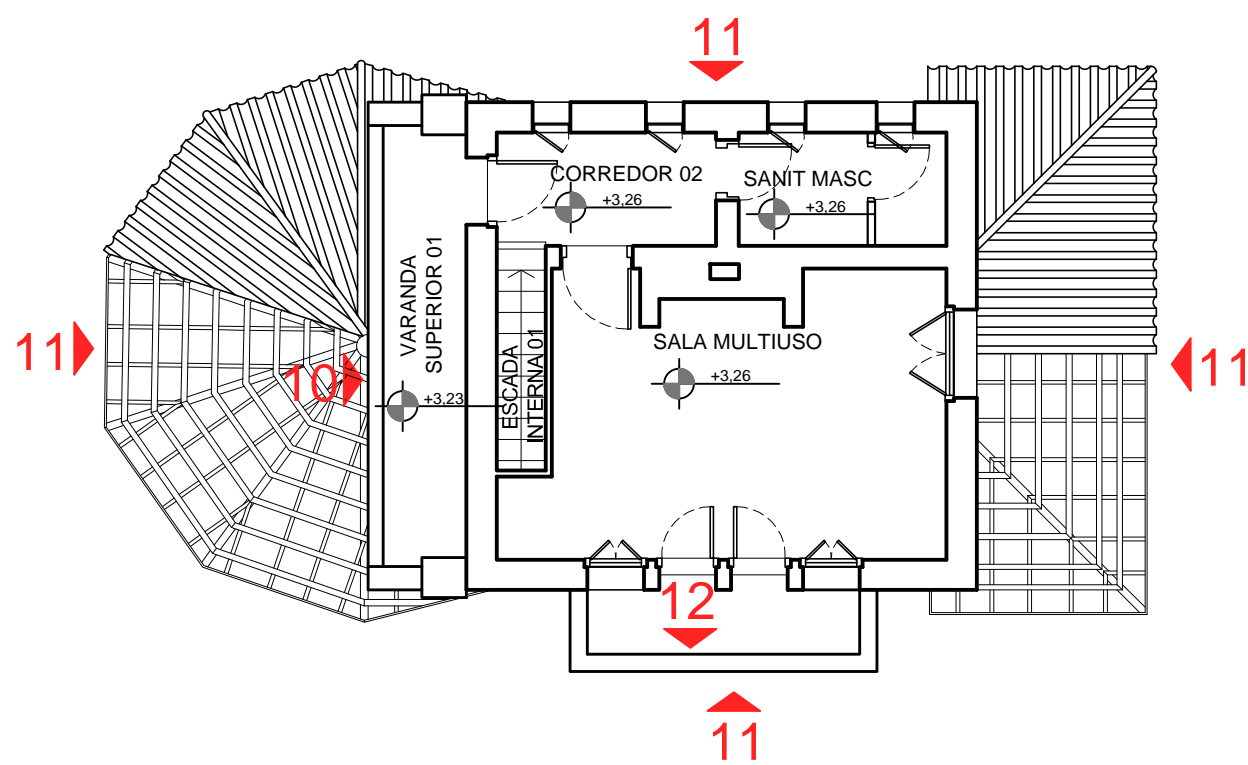 11
CORREDOR 02
+3,26
SANIT MASC
+3,26
VARANDA
SUPERIOR 01
+3,23
ESCADA
INTERNA 01
SALA MULTIUSO
+3,26
11
10
11
12
11